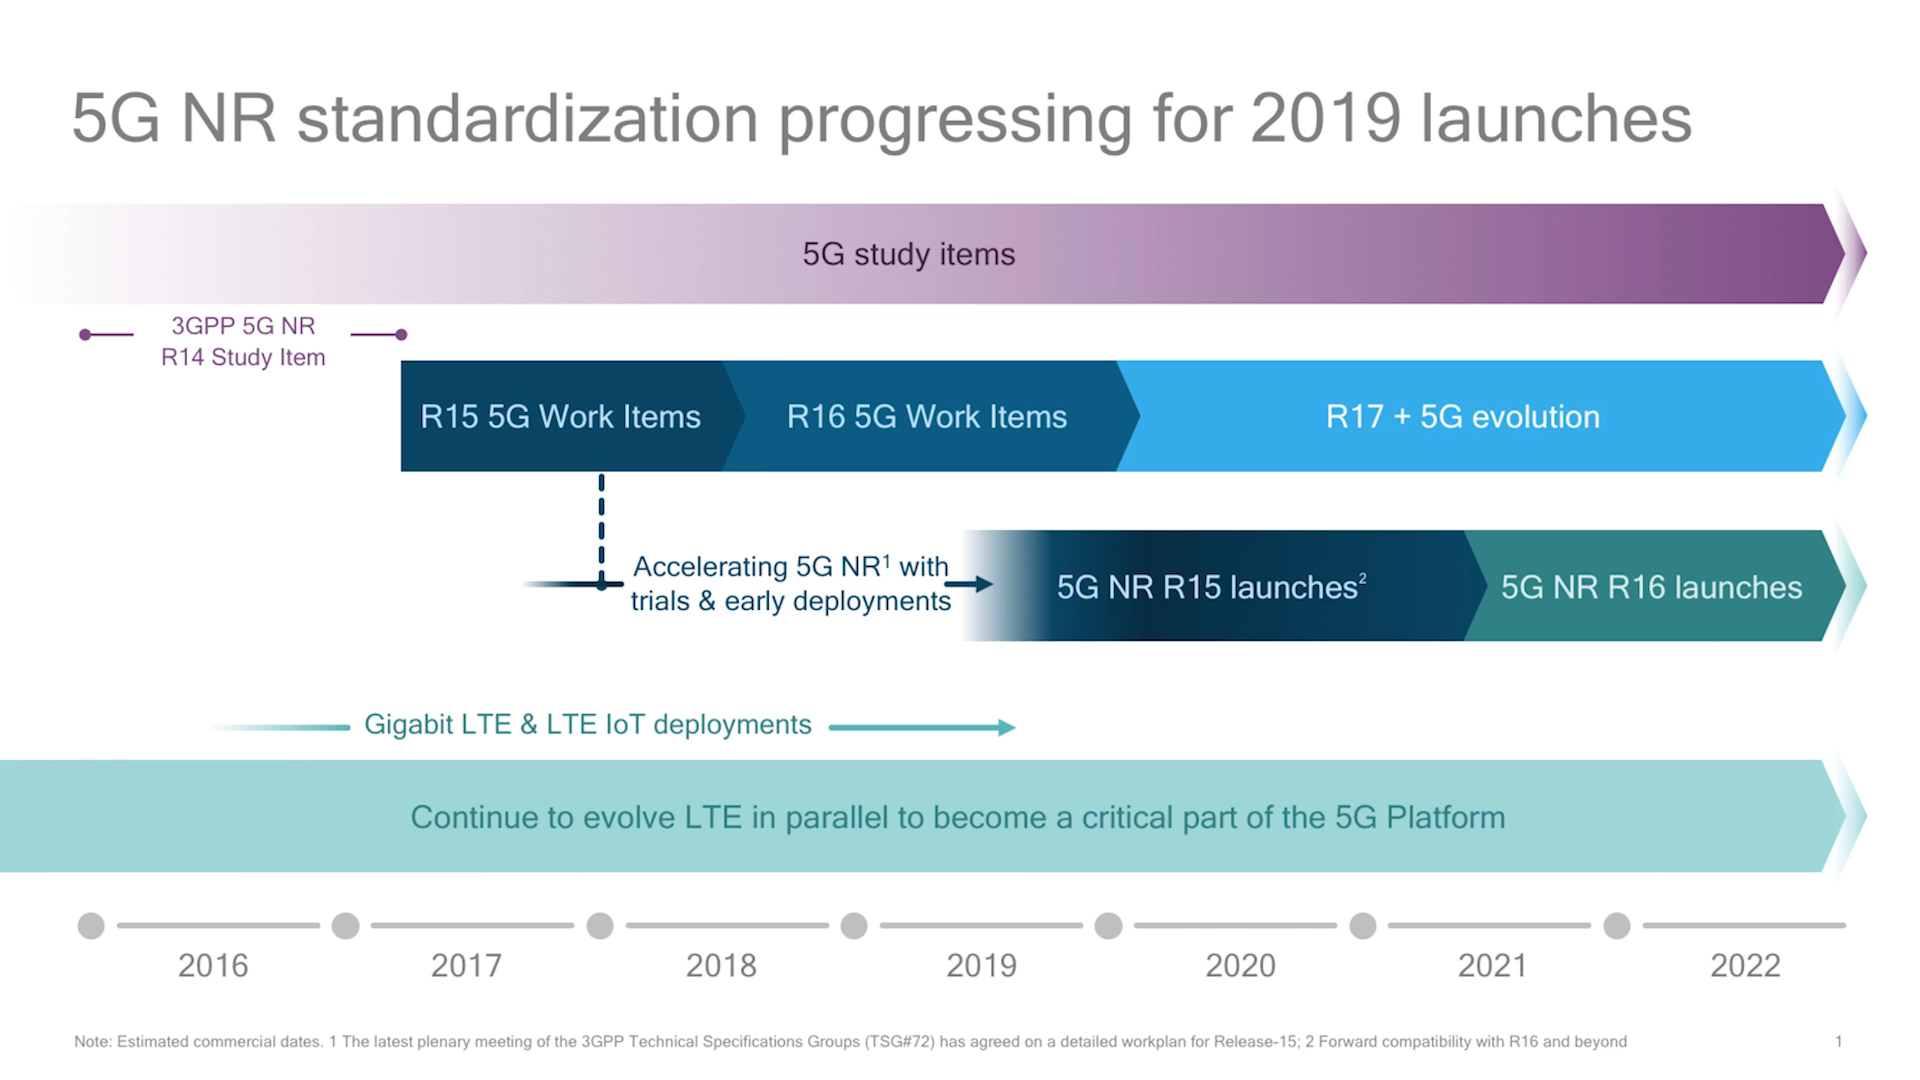 5G NR standardization progressing for 2019 launches
5G study items
3GPP 5G NR
R14 Study Item
R15 5G Work Items
R16 5G Work Items
R17 + 5G evolution
Accelerating 5G NR¹ with
trials & early deployments
5G NR R15 launches²
5G NR R16 launches
Gigabit LTE & LTE IoT deployments
Continue to evolve LTE in parallel to become a critical part of the 5G Platform
2016
2017
2018
2019
2020
2021
2022
Note: Estimated commercial dates. 1 The latest plenary meeting of the 3GPP Technical Specifications Groups (TSG#72) has agreed on a detailed workplan for Release-15; 2 Forward compatibility with R16 and beyond
1